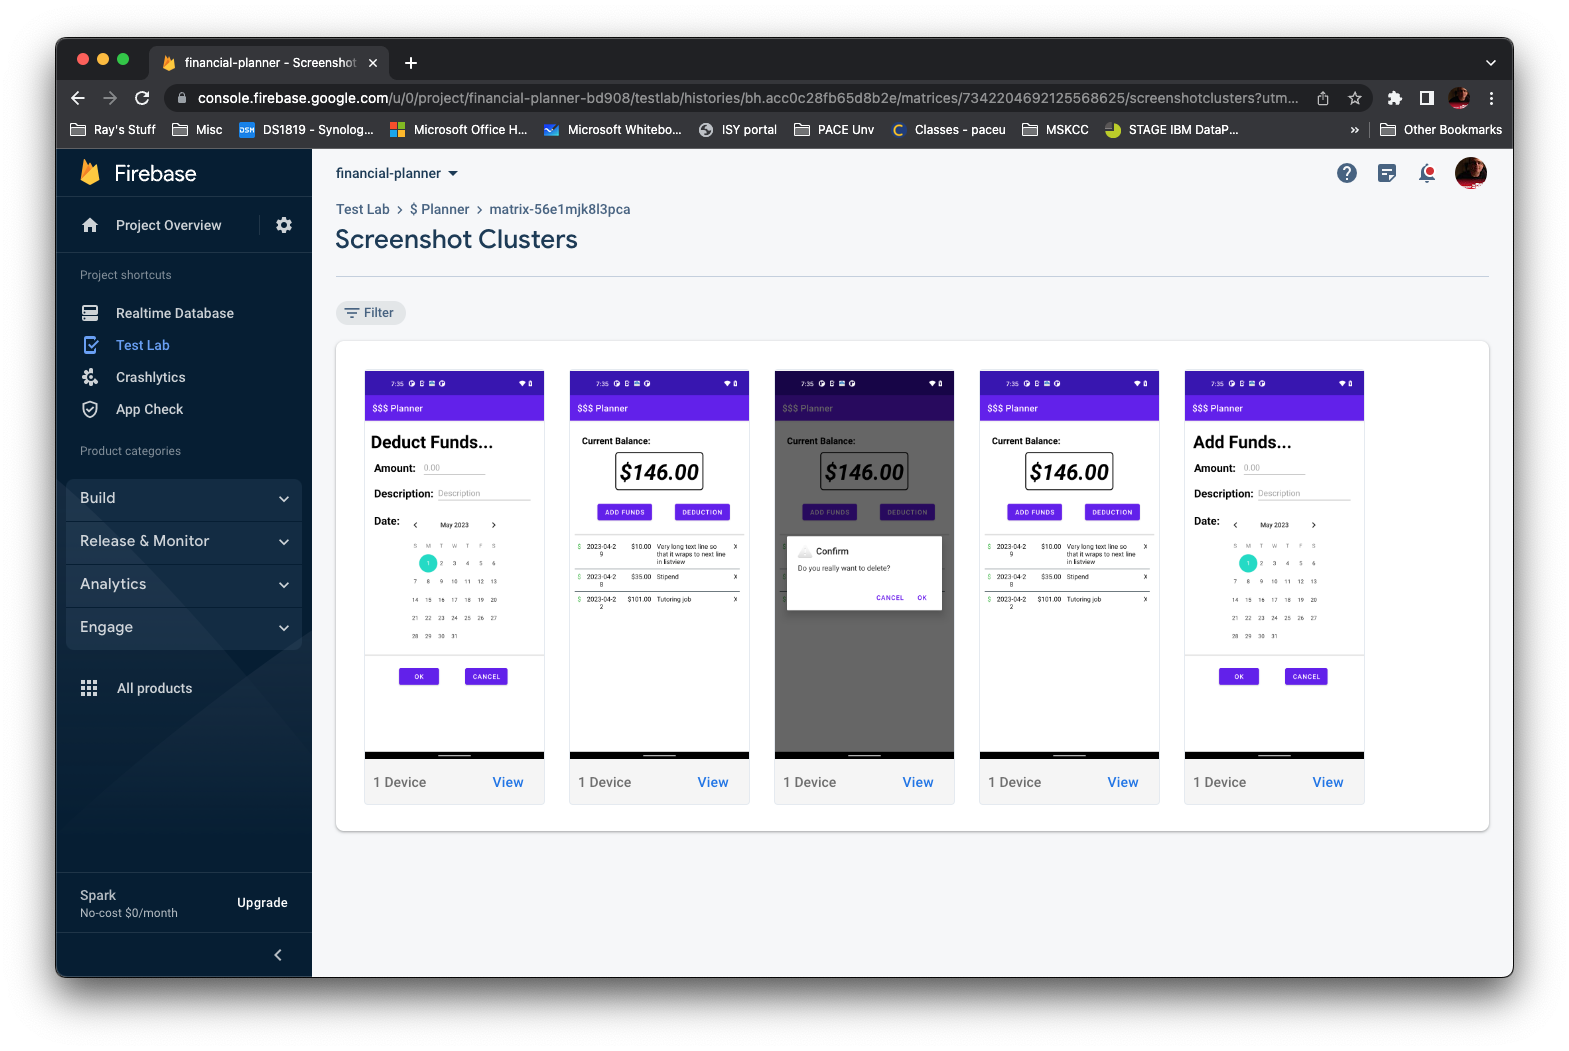 financial-planner - Screenshot
console.firebase.google.com/u/0/project/financial-planner-bd908/testlab/histories/bh.acc0c28fb65d8b2e/matrices/7342204692125568625/screenshotclusters?utm...
Ray's Stuff Misc DSM DS1819 - Synolog... Microsoft Office H... Microsoft Whitebo... ISY portal PACE Unv C Classes - paceu MSKCC STAGE IBM DataP... » Other Bookmarks
Firebase
Project Overview
Project shortcuts
Realtime Database
Test Lab
Crashlytics
App Check
Product categories
Build
Release & Monitor
Analytics
Engage
All products
Spark
No-cost $0/month
Upgrade
financial-planner
Test Lab > $ Planner > matrix-56e1mjk8l3pca
Screenshot Clusters
Filter
7:35
$$$ Planner
Deduct Funds...
Amount: 0.00
Description: Description
Date:
May 2023
S M T W T F S
1 2 3 4 5 6
7 8 9 10 11 12 13
14 15 16 17 18 19 20
21 22 23 24 25 26 27
28 29 30 31
OK CANCEL
1 Device View
7:35
$$$ Planner
Current Balance:
$146.00
ADD FUNDS DEDUCTION
$ 2023-04-2 $10.00 Very long text line so X
9 that it wraps to next line
in listview
$ 2023-04-2 $35.00 Stipend X
8
$ 2023-04-2 $101.00 Tutoring job X
2
1 Device View
7:35
$$$ Planner
Current Balance:
$146.00
ADD FUNDS DEDUCTION
Confirm
Do you really want to delete?
CANCEL OK
1 Device View
7:35
$$$ Planner
Current Balance:
$146.00
ADD FUNDS DEDUCTION
$ 2023-04-2 $10.00 Very long text line so X
9 that it wraps to next line
in listview
$ 2023-04-2 $35.00 Stipend X
8
$ 2023-04-2 $101.00 Tutoring job X
2
1 Device View
7:35
$$$ Planner
Add Funds...
Amount: 0.00
Description: Description
Date:
May 2023
S M T W T F S
1 2 3 4 5 6
7 8 9 10 11 12 13
14 15 16 17 18 19 20
21 22 23 24 25 26 27
28 29 30 31
OK CANCEL
1 Device View